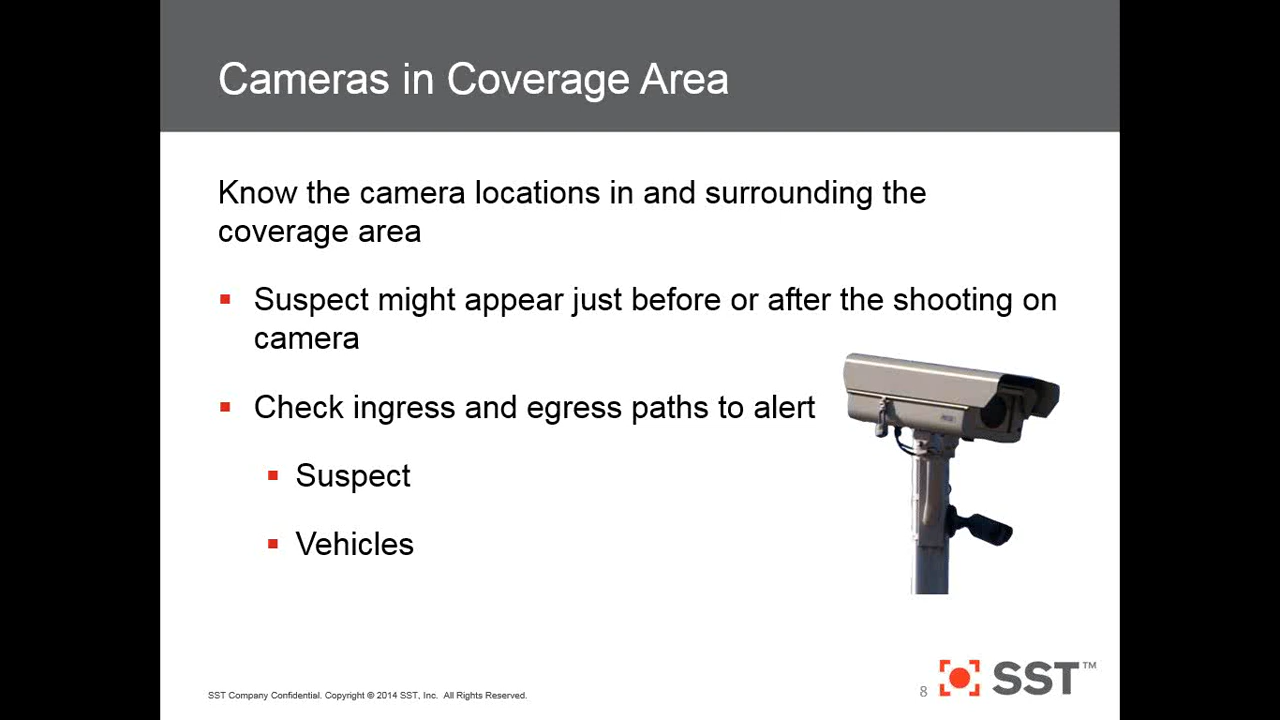 Cameras in Coverage Area
Know the camera locations in and surrounding the
coverage area
Suspect might appear just before or after the shooting on
camera
Check ingress and egress paths to alert
Suspect
Vehicles
SST Company Confidential. Copyright © 2014 SST, Inc. All Rights Reserved.
8
SST™